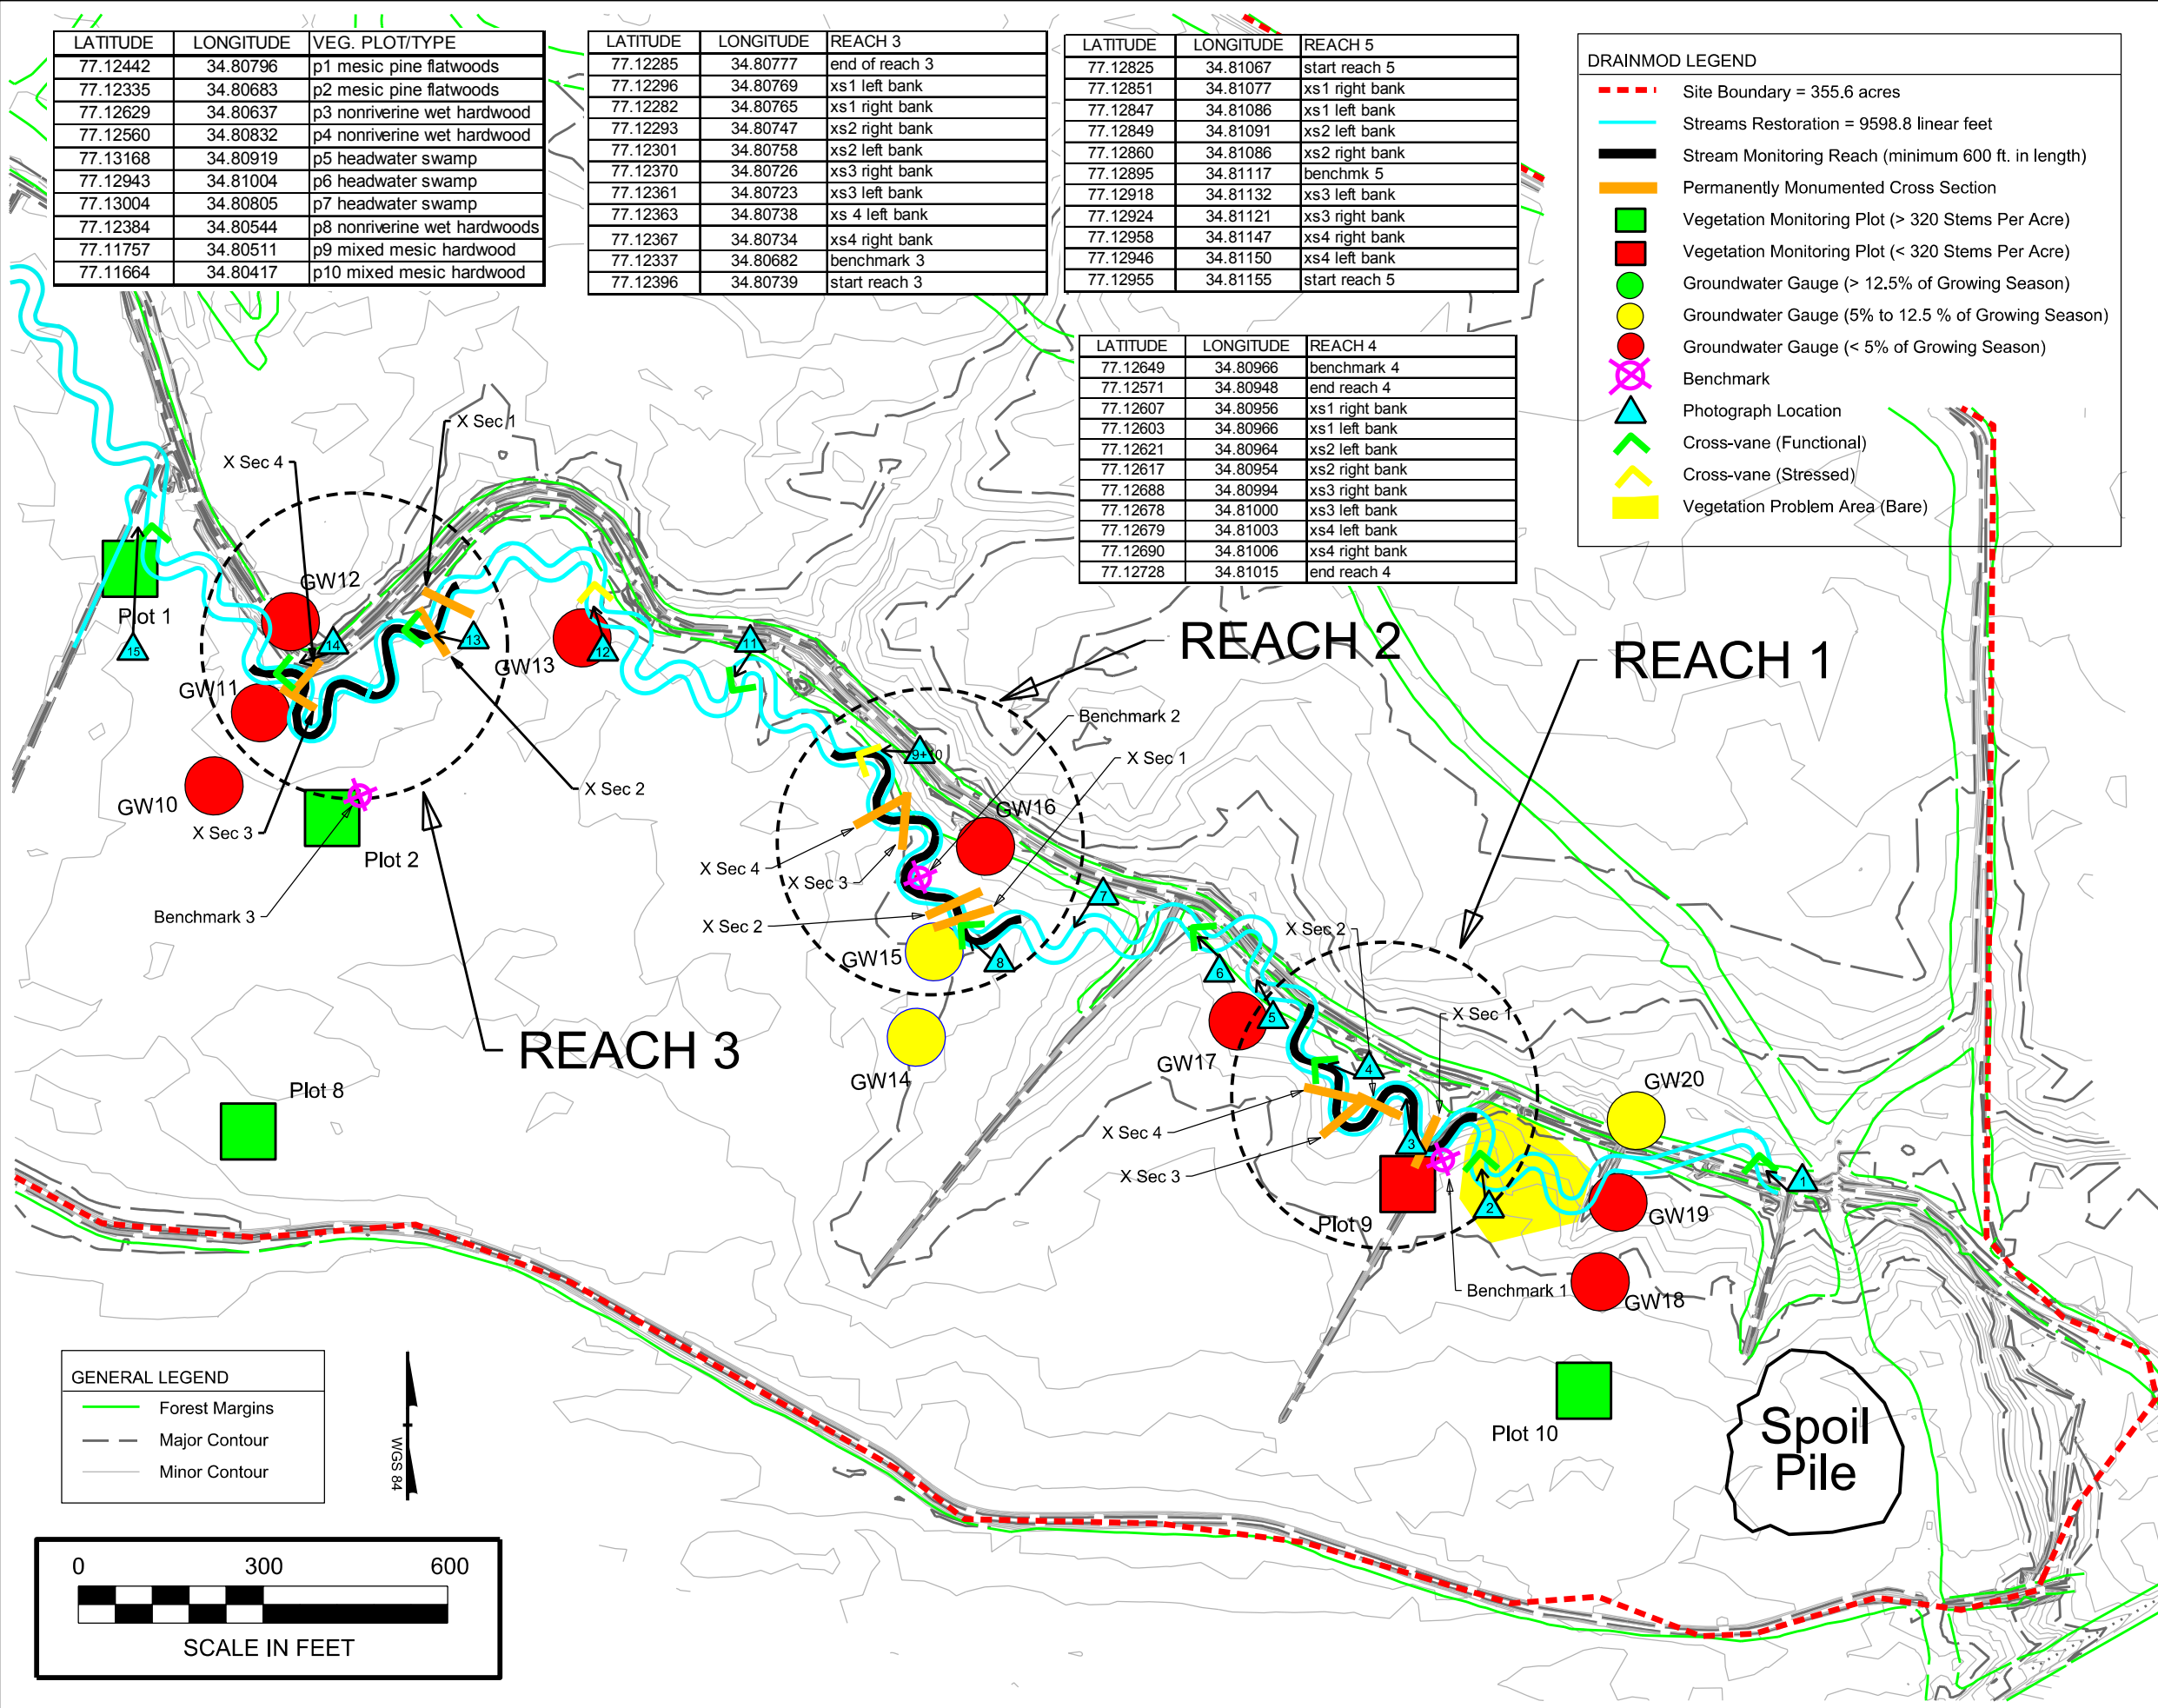 LATITUDE LONGITUDE VEG. PLOT/TYPE
77.12442 34.80796 p1 mesic pine flatwoods
77.12335 34.80683 p2 mesic pine flatwoods
77.12629 34.80637 p3 nonriverine wet hardwood
77.12560 34.80832 p4 nonriverine wet hardwood
77.13168 34.80919 p5 headwater swamp
77.12943 34.81004 p6 headwater swamp
77.13004 34.80805 p7 headwater swamp
77.12384 34.80544 p8 nonriverine wet hardwoods
77.11757 34.80511 p9 mixed mesic hardwood
77.11664 34.80417 p10 mixed mesic hardwood
LATITUDE LONGITUDE REACH 3
77.12285 34.80777 end of reach 3
77.12296 34.80769 xs1 left bank
77.12282 34.80765 xs1 right bank
77.12293 34.80747 xs2 right bank
77.12301 34.80758 xs2 left bank
77.12370 34.80726 xs3 right bank
77.12361 34.80723 xs3 left bank
77.12363 34.80738 xs 4 left bank
77.12367 34.80734 xs4 right bank
77.12337 34.80682 benchmark 3
77.12396 34.80739 start reach 3
LATITUDE LONGITUDE REACH 5
77.12825 34.81067 start reach 5
77.12851 34.81077 xs1 right bank
77.12847 34.81086 xs1 left bank
77.12849 34.81091 xs2 left bank
77.12860 34.81086 xs2 right bank
77.12895 34.81117 benchmk 5
77.12918 34.81132 xs3 left bank
77.12924 34.81121 xs3 right bank
77.12958 34.81147 xs4 right bank
77.12946 34.81150 xs4 left bank
77.12955 34.81155 start reach 5
LATITUDE LONGITUDE REACH 4
77.12649 34.80966 benchmark 4
77.12571 34.80948 end reach 4
77.12607 34.80956 xs1 right bank
77.12603 34.80966 xs1 left bank
77.12621 34.80964 xs2 left bank
77.12617 34.80954 xs2 right bank
77.12688 34.80994 xs3 right bank
77.12678 34.81000 xs3 left bank
77.12679 34.81003 xs4 left bank
77.12690 34.81006 xs4 right bank
77.12728 34.81015 end reach 4
DRAINMOD LEGEND
Site Boundary = 355.6 acres
Streams Restoration = 9598.8 linear feet
Stream Monitoring Reach (minimum 600 ft. in length)
Permanently Monumented Cross Section
Vegetation Monitoring Plot (> 320 Stems Per Acre)
Vegetation Monitoring Plot (< 320 Stems Per Acre)
Groundwater Gauge (> 12.5% of Growing Season)
Groundwater Gauge (5% to 12.5 % of Growing Season)
Groundwater Gauge (< 5% of Growing Season)
Benchmark
Photograph Location
Cross-vane (Functional)
Cross-vane (Stressed)
Vegetation Problem Area (Bare)
X Sec 1
X Sec 4
GW12
Plot 1
15
14
13
GW13
12
11
GW11
GW10
X Sec 3
X Sec 2
Plot 2
Benchmark 3
REACH 3
REACH 2
REACH 1
Benchmark 2
X Sec 1
9+10
GW16
X Sec 4
X Sec 3
X Sec 2
7
GW15
8
GW14
6
X Sec 2
5
X Sec 1
GW17
4
GW20
X Sec 4
3
X Sec 3
1
2
Plot 9
GW19
Benchmark 1
GW18
Plot 8
Plot 10
Spoil
Pile
GENERAL LEGEND
Forest Margins
Major Contour
Minor Contour
WGS 84
0 300 600
SCALE IN FEET